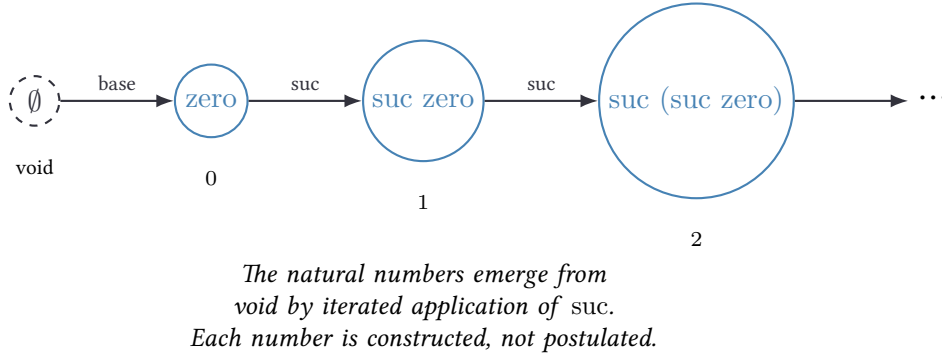 base suc suc
∅ zero suc zero suc (suc zero) ⋯
void 0 1 2
The natural numbers emerge from
void by iterated application of suc.
Each number is constructed, not postulated.